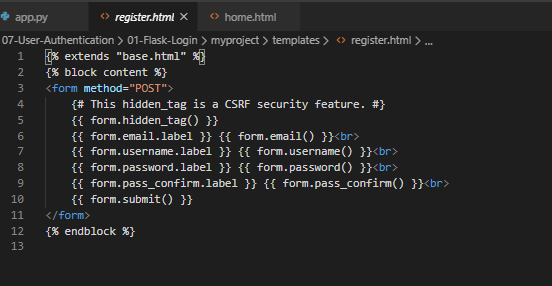 app.py register.html × home.html
07-User-Authentication > 01-Flask-Login > myproject > templates > <> register.html > ...
1 {% extends "base.html" %}
2 {% block content %}
3 <form method="POST">
4 {# This hidden_tag is a CSRF security feature. #}
5 {{ form.hidden_tag() }}
6 {{ form.email.label }} {{ form.email() }}<br>
7 {{ form.username.label }} {{ form.username() }}<br>
8 {{ form.password.label }} {{ form.password() }}<br>
9 {{ form.pass_confirm.label }} {{ form.pass_confirm() }}<br>
10 {{ form.submit() }}
11 </form>
12 {% endblock %}
13